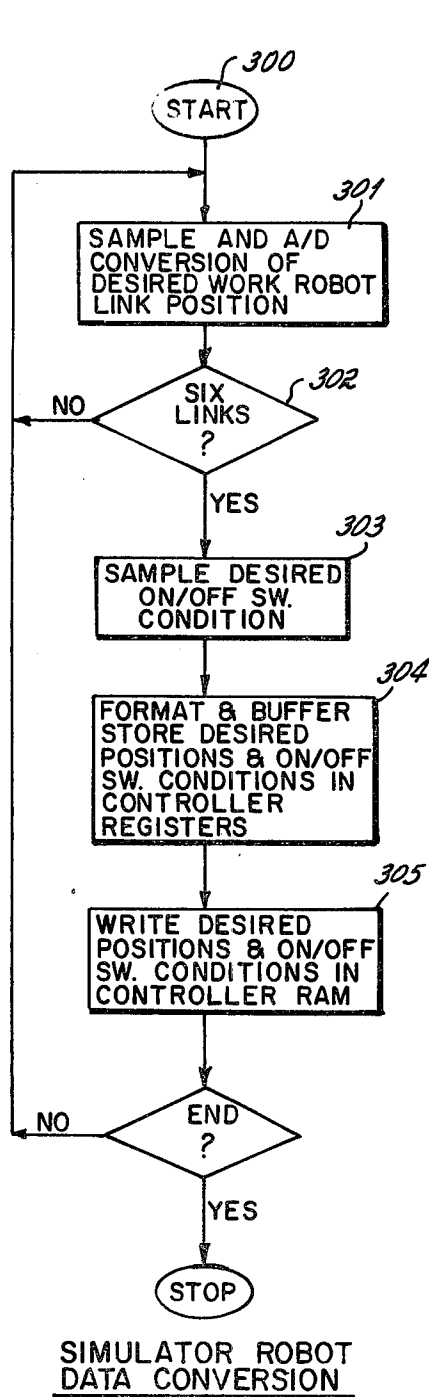 300
START
301
SAMPLE AND A/D
CONVERSION OF
DESIRED WORK ROBOT
LINK POSITION
302
SIX
LINKS
?
NO
YES
303
SAMPLE DESIRED
ON/OFF SW.
CONDITION
304
FORMAT & BUFFER
STORE DESIRED
POSITIONS & ON/OFF
SW. CONDITIONS IN
CONTROLLER
REGISTERS
305
WRITE DESIRED
POSITIONS & ON/OFF
SW. CONDITIONS IN
CONTROLLER RAM
END
?
NO
YES
STOP
SIMULATOR ROBOT
DATA CONVERSION